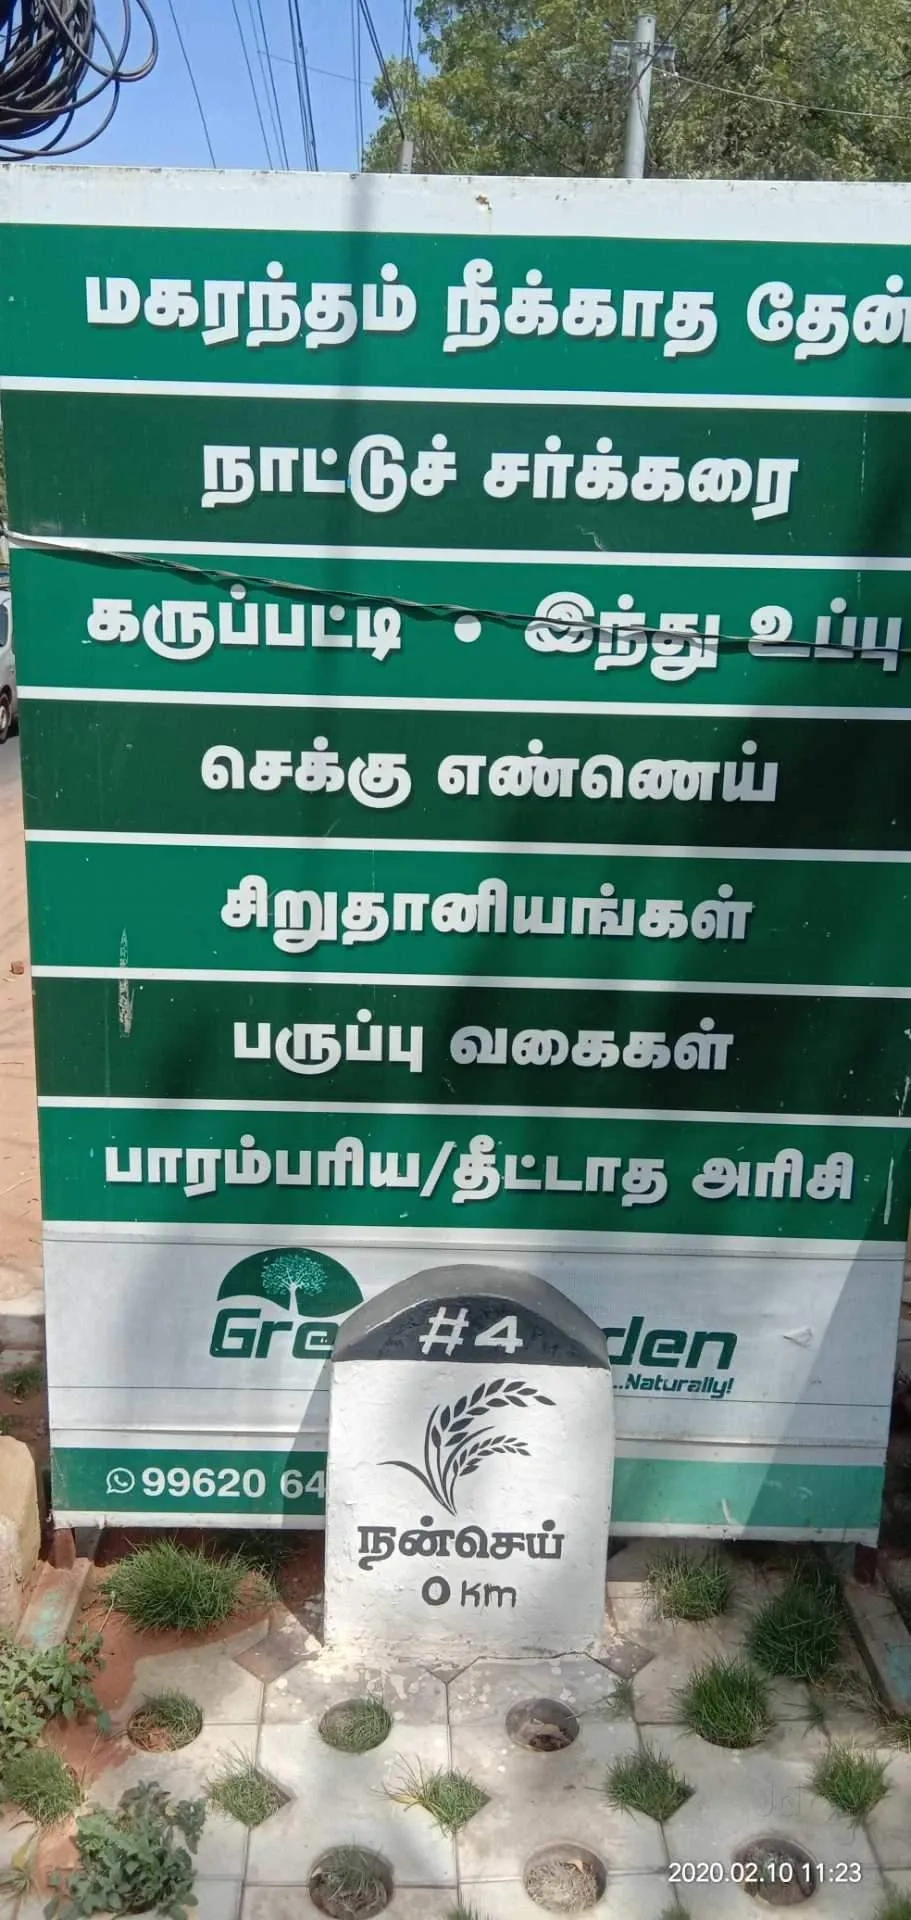 மகரந்தம் நீக்காத தேன்
நாட்டுச் சர்க்கரை
கருப்பட்டி • இந்து உப்பு
செக்கு எண்ணெய்
சிறுதானியங்கள்
பருப்பு வகைகள்
பாரம்பரிய/தீட்டாத அரிசி
...Naturally!
99620 64
#4
நன்செய்
0 km
2020.02.10 11:23